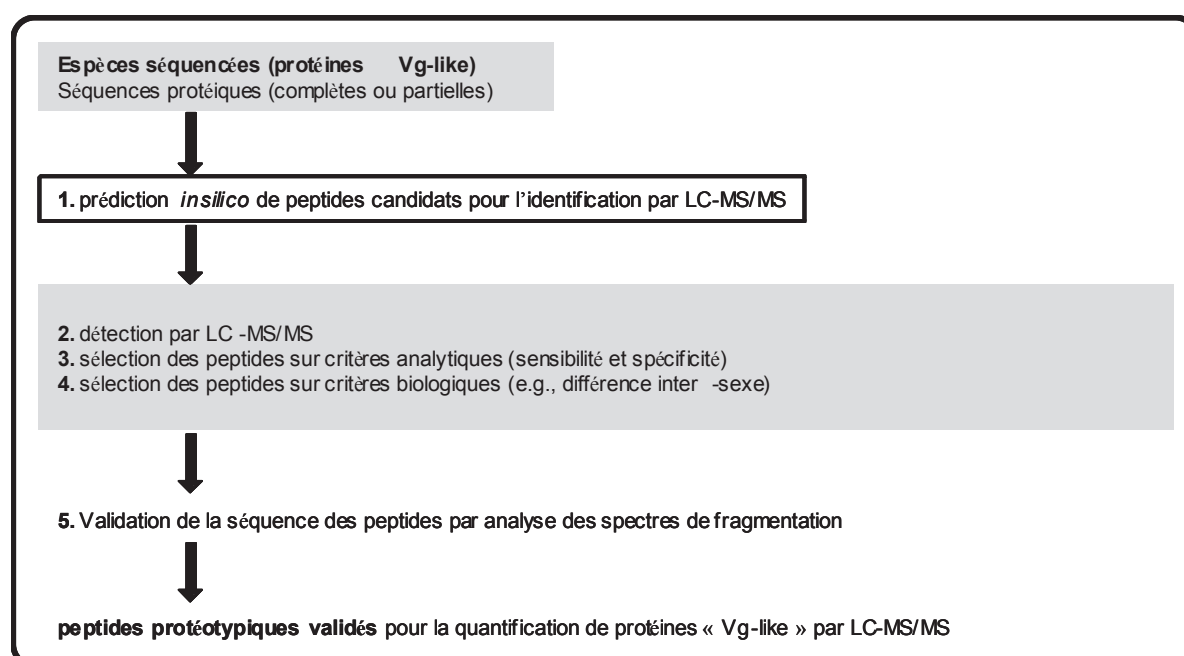 Espèces séquencées (protéines Vg-like)
Séquences protéiques (complètes ou partielles)
1. prédiction insilico de peptides candidats pour l’identification par LC-MS/MS
2. détection par LC -MS/MS
3. sélection des peptides sur critères analytiques (sensibilité et spécificité)
4. sélection des peptides sur critères biologiques (e.g., différence inter -sexe)
5. Validation de la séquence des peptides par analyse des spectres de fragmentation
peptides protéotypiques validés pour la quantification de protéines « Vg-like » par LC-MS/MS